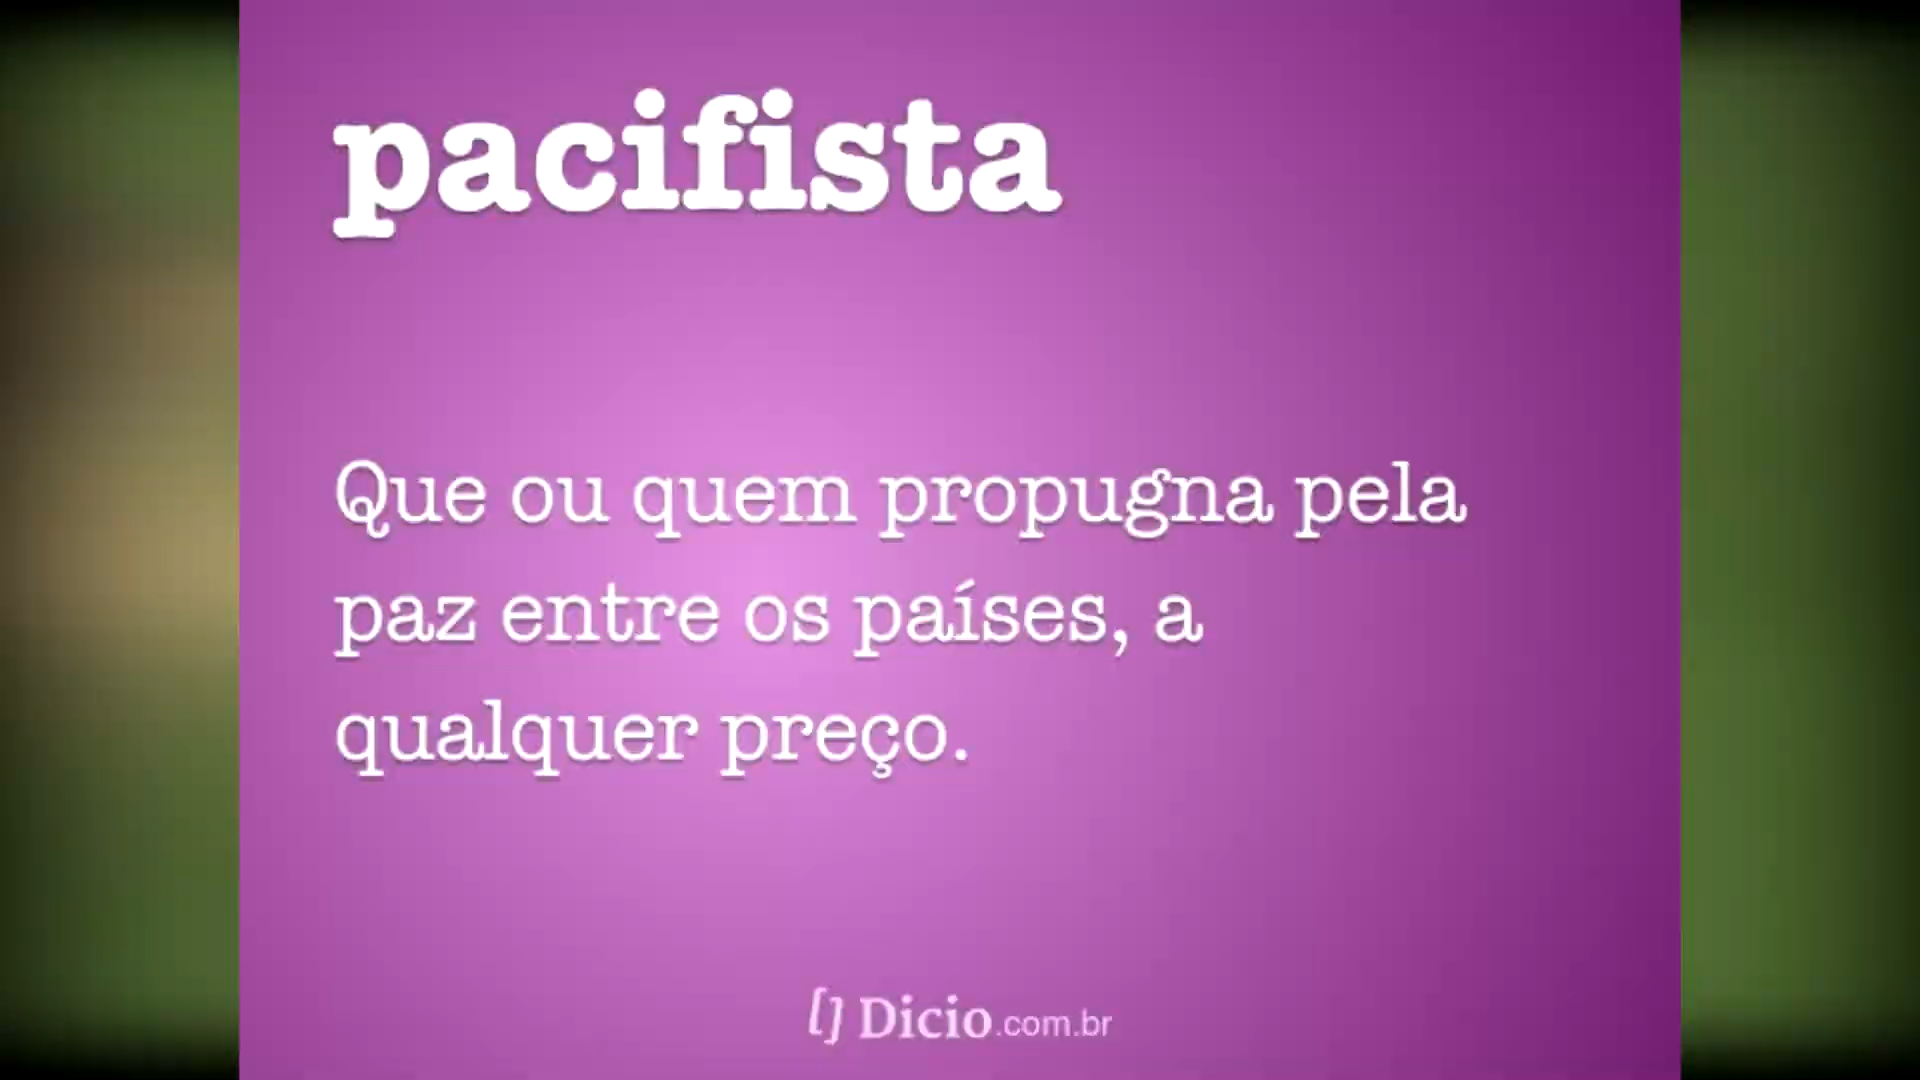 pacifista
Que ou quem propugna pela
paz entre os países, a
qualquer preço.
Dicio.com.br